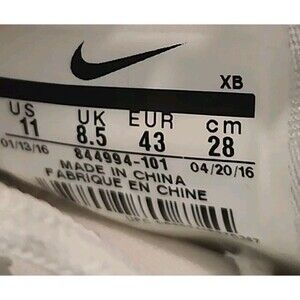 XB
US UK EUR cm
11 8.5 43 28
01/13/16 844994-101 04/20/16
MADE IN CHINA
FABRIQUE EN CHINE